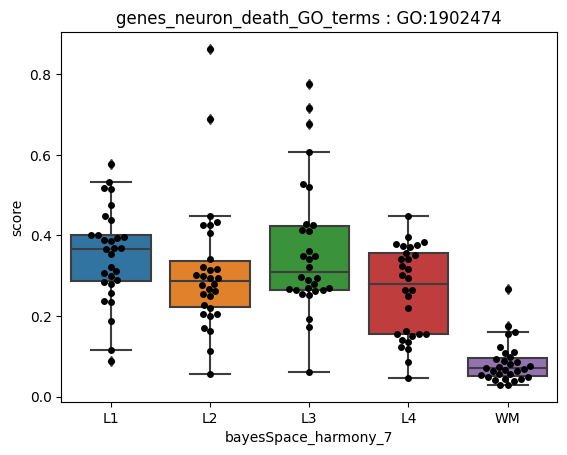 genes_neuron_death_GO_terms : GO:1902474
0.8
0.6
0.4
0.2
0.0
score
L1 L2 L3 L4 WM
bayesSpace_harmony_7